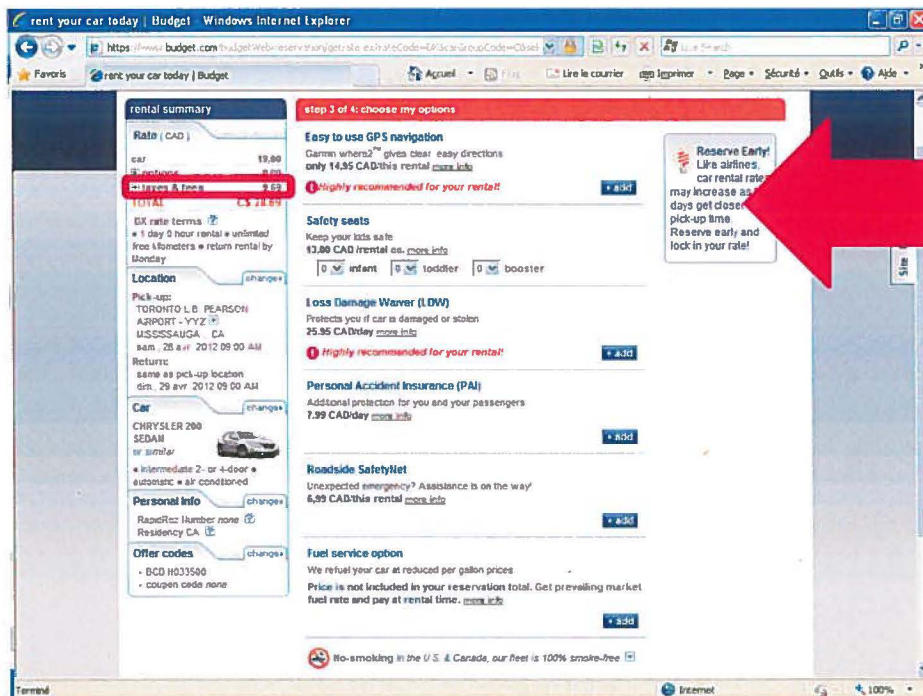 rent your car today | Budget - Windows Internet Explorer
https://www.budget.com
Favoris
rent your car today | Budget
Accueil
Lire le courrier
Imprimer
Page
Sécurité
Outils
Aide
rental summary
Rate (CAD)
car 19,00
options 0,00
taxes & fees 9,69
TOTAL C$ 28,69
GX rate terms
1 day 0 hour rental unlimited
free kilometers return rental by
Monday
Location
change
Pick-up:
TORONTO L.B. PEARSON
AIRPORT - YYZ
MISSISSAUGA CA
sam., 28 avr. 2012 09:00 AM
Return:
same as pick-up location
dim., 29 avr. 2012 09:00 AM
Car
change
CHRYSLER 200
SEDAN
or similar
intermediate 2- or 4-door
automatic air conditioned
Personal Info
change
RapidRez Number none
Residency CA
Offer codes
change
- BCD H033500
- coupon code none
step 3 of 4: choose my options
Easy to use GPS navigation
Garmin where2™ gives clear, easy directions
only 14,95 CAD/this rental more info
Highly recommended for your rental!
+ add
Safety seats
Keep your kids safe
13.00 CAD /rental ea. more info
0 infant 0 toddler 0 booster
Loss Damage Waiver (LDW)
Protects you if car is damaged or stolen
25.95 CAD/day more info
Highly recommended for your rental!
+ add
Personal Accident Insurance (PAI)
Additional protection for you and your passengers
7.99 CAD/day more info
+ add
Roadside SafetyNet
Unexpected emergency? Assistance is on the way!
6,99 CAD/this rental more info
+ add
Fuel service option
We refuel your car at reduced per gallon prices
Price is not included in your reservation total. Get prevailing market
fuel rate and pay at rental time. more info
+ add
No-smoking in the U.S. & Canada, our fleet is 100% smoke-free
Reserve Early!
Like airlines,
car rental rates
may increase as
days get closer
pick-up time.
Reserve early and
lock in your rate!
Terminé
Internet
100%